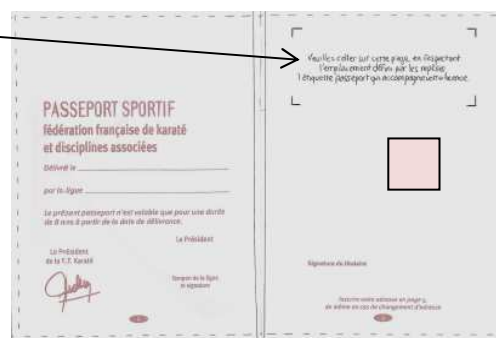 PASSEPORT SPORTIF
fédération française de karaté
et disciplines associées
Délivré le
par la ligue
Le présent passeport n'est valable que pour une durée
de 8 ans à partir de la date de délivrance.
Le Président
de la F.F. Karaté
Le Président
Tampon de la ligue
et signature
Veuillez coller sur cette page, en respectant
l'emplacement défini par les repères
l'étiquette passeport qui accompagne votre licence.
Signature du titulaire
Inscrire votre adresse en page 4,
de même en cas de changement d'adresse